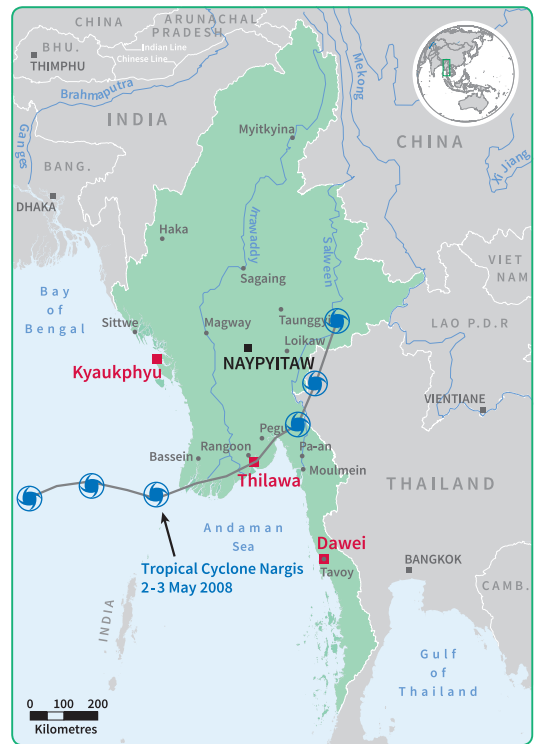 CHINA
ARUNACHAL
PRADESH
BHU.
THIMPHU
Indian Line
Chinese Line
Brahmaputra
Mekong
INDIA
Ganges
Myitkyina
CHINA
Xi Jiang
BANG.
DHAKA
Haka
Irrawaddy
Salween
Sagaing
VIET
NAM
Bay
of
Bengal
Sittwe
Magway
Taunggyi
LAO P.D.R
Loikaw
NAYPYITAW
Kyaukphyu
VIENTIANE
Pegu
Rangoon
Pa-an
Bassein
Moulmein
Thilawa
THAILAND
Andaman
Sea
Dawei
Tropical Cyclone Nargis
2-3 May 2008
Tavoy
BANGKOK
CAMB.
INDIA
Gulf
of
Thailand
0 100 200
Kilometres